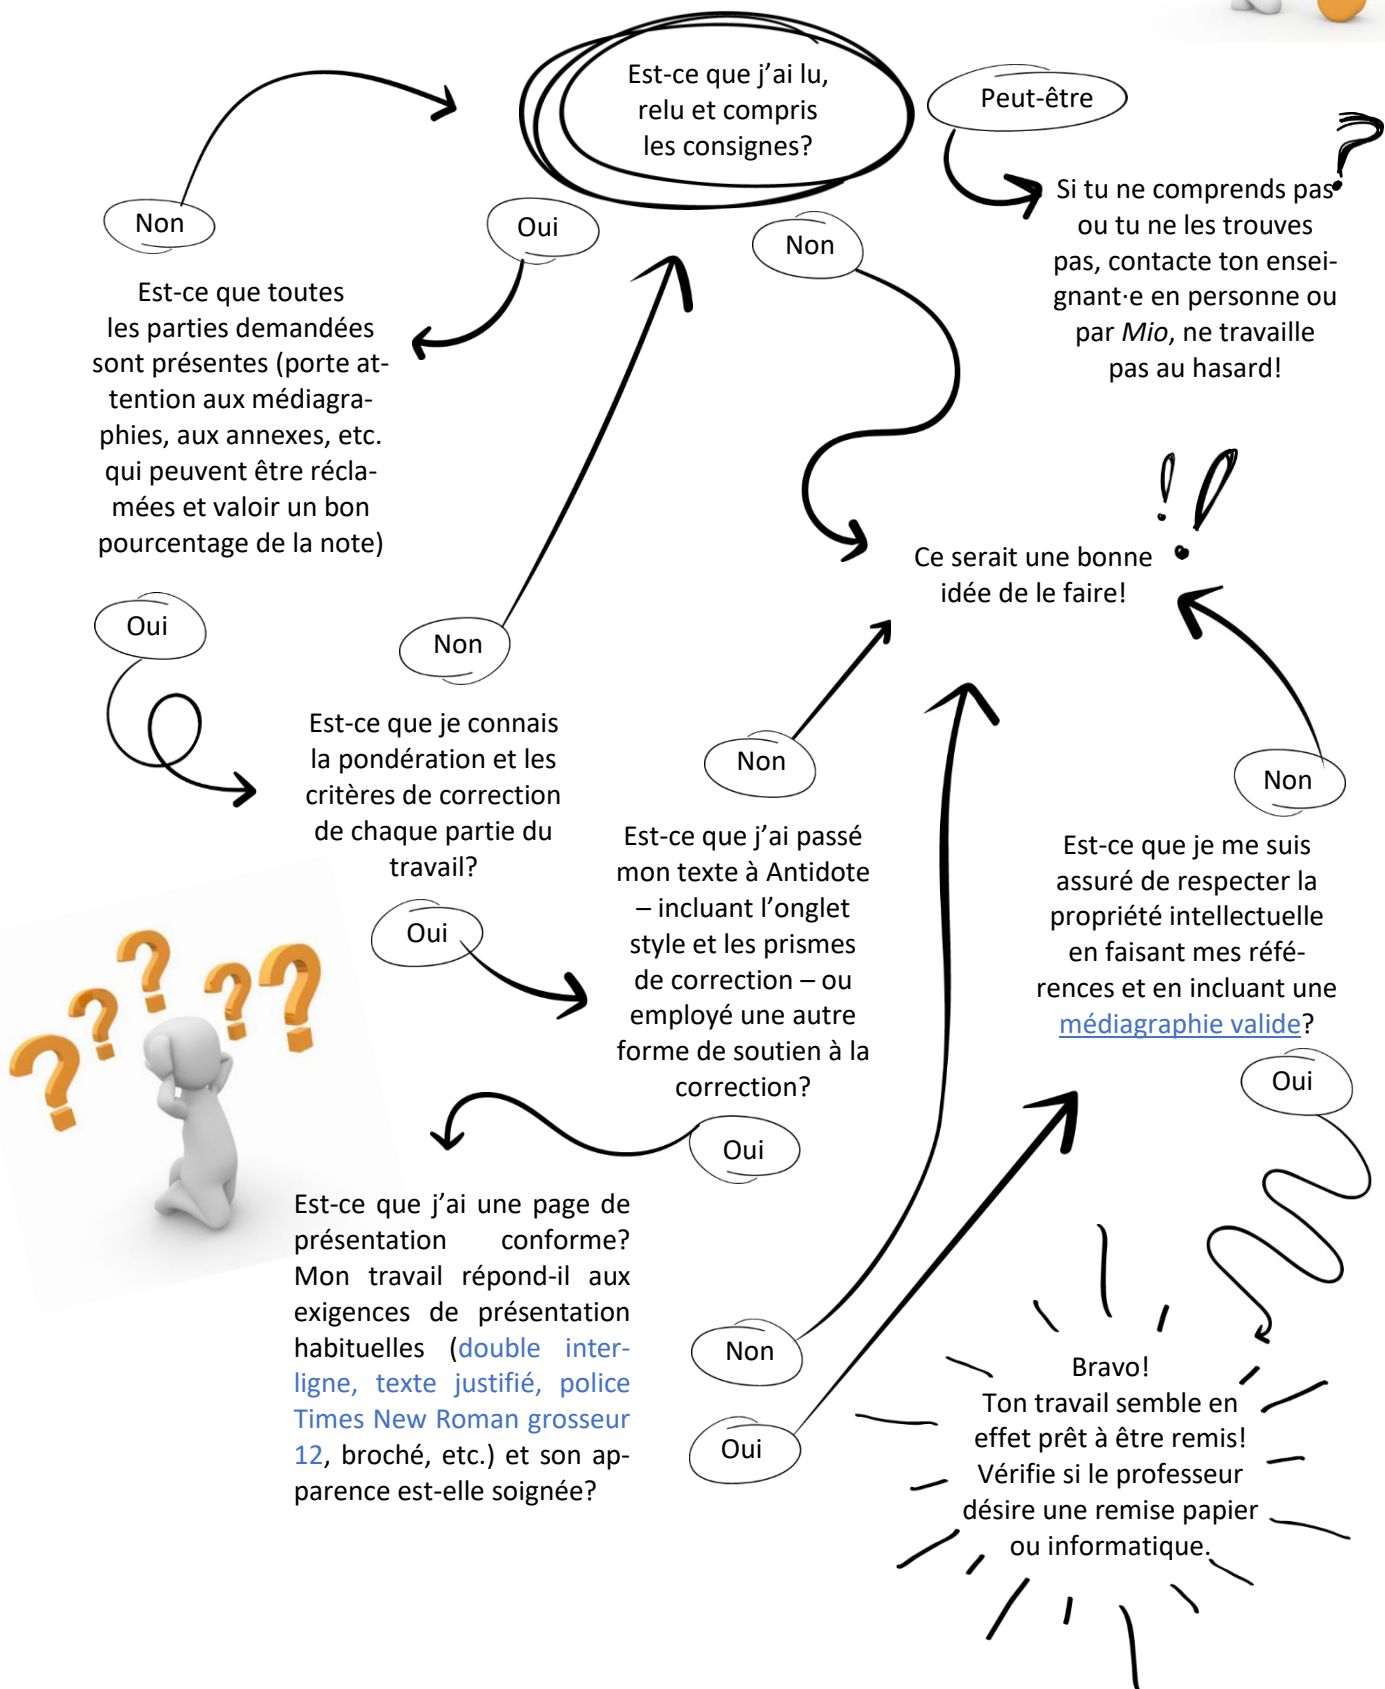 Est-ce que j’ai lu,
relu et compris
les consignes?
Peut-être
Si tu ne comprends pas
ou tu ne les trouves
pas, contacte ton ensei-
gnant·e en personne ou
par Mio, ne travaille
pas au hasard!
Non
Oui
Non
Est-ce que toutes
les parties demandées
sont présentes (porte at-
tention aux médiagra-
phies, aux annexes, etc.
qui peuvent être récla-
mées et valoir un bon
pourcentage de la note)
Ce serait une bonne
idée de le faire!
Oui
Non
Est-ce que je connais
la pondération et les
critères de correction
de chaque partie du
travail?
Oui
Non
Est-ce que j’ai passé
mon texte à Antidote
– incluant l’onglet
style et les prismes
de correction – ou
employé une autre
forme de soutien à la
correction?
Oui
Non
Est-ce que je me suis
assuré de respecter la
propriété intellectuelle
en faisant mes réfé-
rences et en incluant une
médiagraphie valide?
Oui
Est-ce que j’ai une page de
présentation conforme?
Mon travail répond-il aux
exigences de présentation
habituelles (double inter-
ligne, texte justifié, police
Times New Roman grosseur
12, broché, etc.) et son ap-
parence est-elle soignée?
Non
Oui
Bravo!
Ton travail semble en
effet prêt à être remis!
Vérifie si le professeur
désire une remise papier
ou informatique.